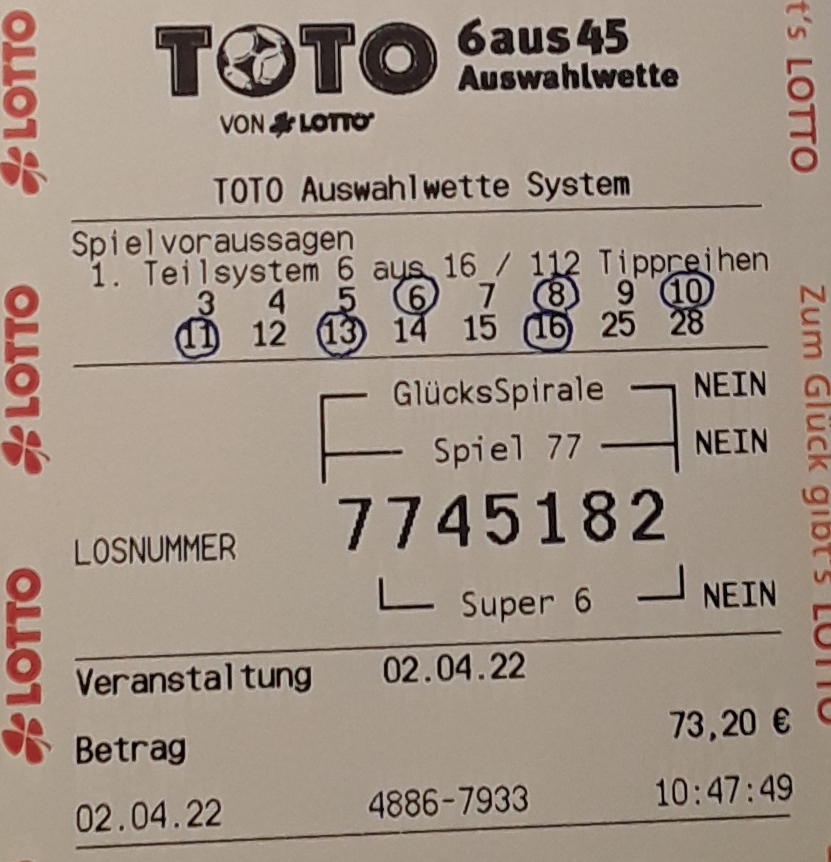 TOTO 6aus45
Auswahlwette
VON LOTTO
TOTO Auswahlwette System
Spielvoraussagen
1. Teilsystem 6 aus 16 / 112 Tippreihen
3 4 5 6 7 8 9 10
11 12 13 14 15 16 25 28
GlücksSpirale NEIN
Spiel 77 NEIN
LOSNUMMER 7745182
Super 6 NEIN
Veranstaltung 02.04.22
Betrag 73,20 €
02.04.22 4886-7933 10:47:49
LOTTO
LOTTO
LOTTO
t's LOTTO
Zum Glück gibt's LOTTO